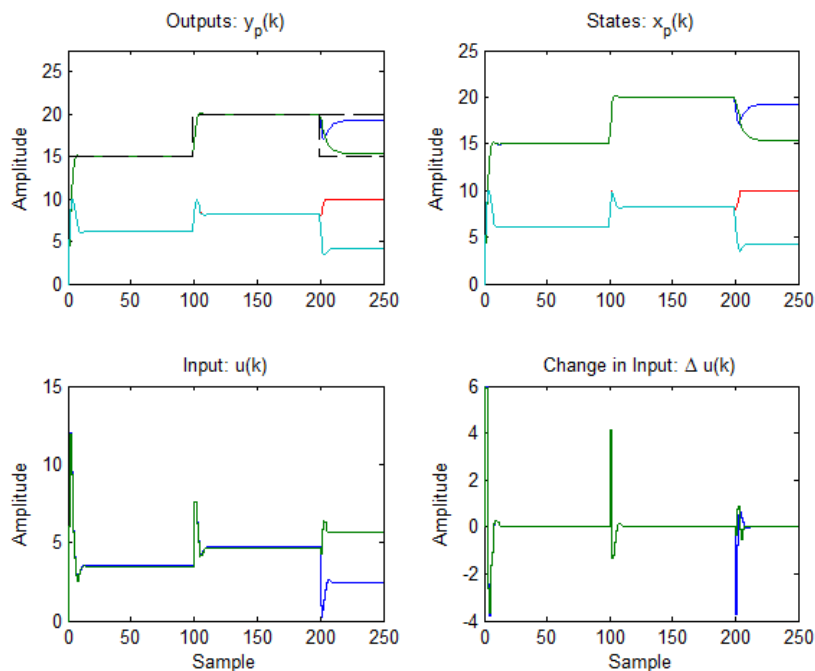 Outputs: y_p(k)
States: x_p(k)
Amplitude
25
20
15
10
5
0
0 50 100 150 200 250
Amplitude
25
20
15
10
5
0
0 50 100 150 200 250
Input: u(k)
Change in Input: Δ u(k)
Amplitude
15
10
5
0
0 50 100 150 200 250
Sample
Amplitude
6
4
2
0
-2
-4
0 50 100 150 200 250
Sample